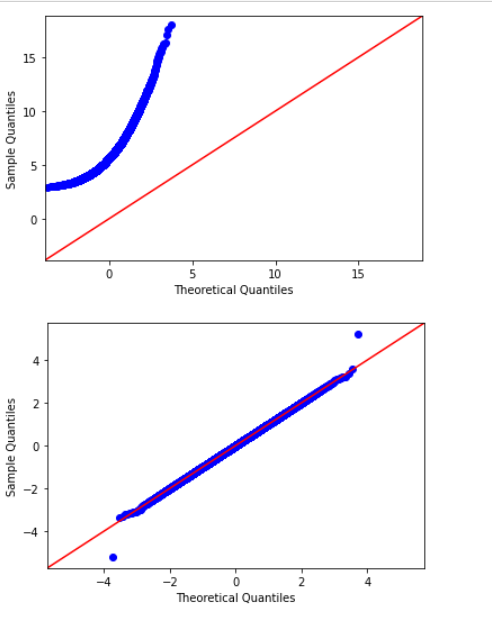 15
10
5
0
Sample Quantiles
0 5 10 15
Theoretical Quantiles
4
2
0
−2
−4
Sample Quantiles
−4 −2 0 2 4
Theoretical Quantiles